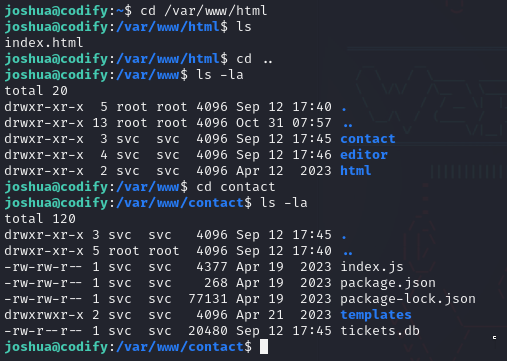 joshua@codify:~$ cd /var/www/html
joshua@codify:/var/www/html$ ls
index.html
joshua@codify:/var/www/html$ cd ..
joshua@codify:/var/www$ ls -la
total 20
drwxr-xr-x  5 root root 4096 Sep 12 17:40 .
drwxr-xr-x 13 root root 4096 Oct 31 07:57 ..
drwxr-xr-x  3 svc  svc  4096 Sep 12 17:45 contact
drwxr-xr-x  4 svc  svc  4096 Sep 12 17:46 editor
drwxr-xr-x  2 svc  svc  4096 Apr 12  2023 html
joshua@codify:/var/www$ cd contact
joshua@codify:/var/www/contact$ ls -la
total 120
drwxr-xr-x 3 svc  svc   4096 Sep 12 17:45 .
drwxr-xr-x 5 root root  4096 Sep 12 17:40 ..
-rw-rw-r-- 1 svc  svc   4377 Apr 19  2023 index.js
-rw-rw-r-- 1 svc  svc    268 Apr 19  2023 package.json
-rw-rw-r-- 1 svc  svc  77131 Apr 19  2023 package-lock.json
drwxrwxr-x 2 svc  svc   4096 Apr 21  2023 templates
-rw-r--r-- 1 svc  svc  20480 Sep 12 17:45 tickets.db
joshua@codify:/var/www/contact$